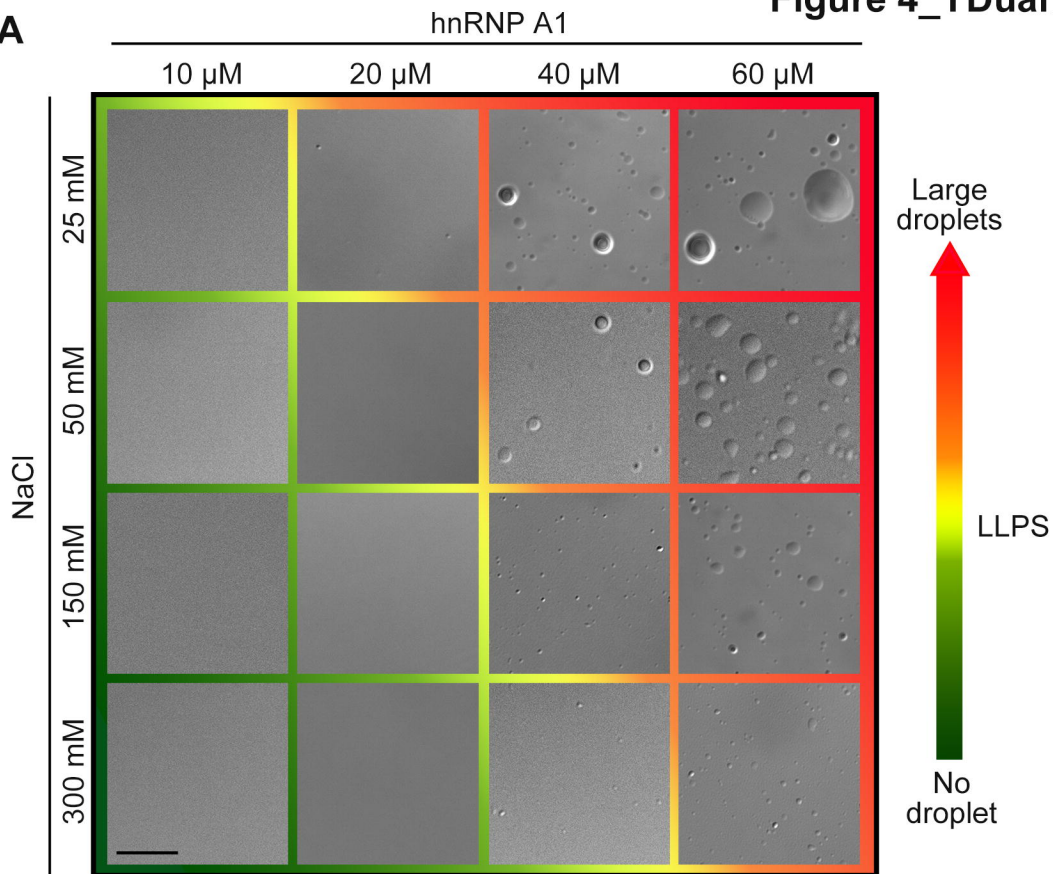 Figure 4_TDual
A
hnRNP A1
10 µM
20 µM
40 µM
60 µM
NaCl
25 mM
50 mM
150 mM
300 mM
Large
droplets
LLPS
No
droplet